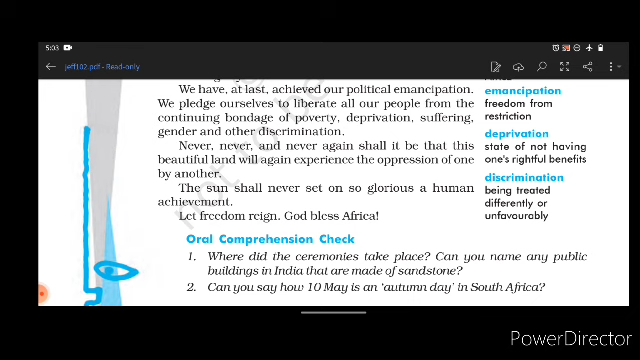 5:03
jeff102.pdf - Read-only
We have, at last, achieved our political emancipation.
We pledge ourselves to liberate all our people from the
continuing bondage of poverty, deprivation, suffering,
gender and other discrimination.
Never, never, and never again shall it be that this
beautiful land will again experience the oppression of one
by another.
The sun shall never set on so glorious a human
achievement.
Let freedom reign. God bless Africa!
emancipation
freedom from
restriction
deprivation
state of not having
one's rightful benefits
discrimination
being treated
differently or
unfavourably
Oral Comprehension Check
1. Where did the ceremonies take place? Can you name any public
buildings in India that are made of sandstone?
2. Can you say how 10 May is an ‘autumn day’ in South Africa?
PowerDirector